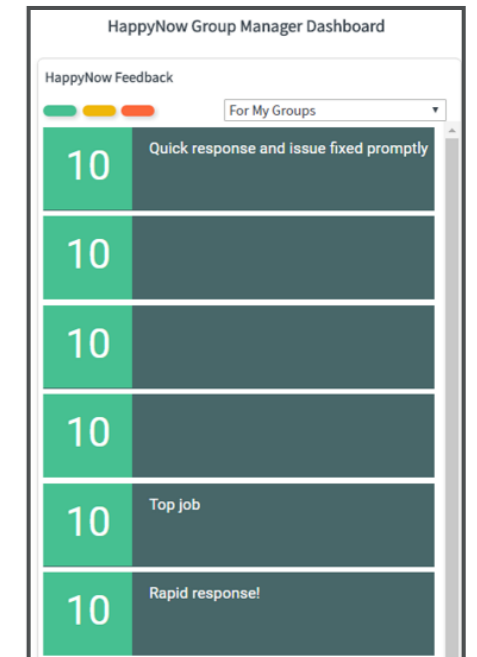 HappyNow Group Manager Dashboard
HappyNow Feedback
For My Groups
10
Quick response and issue fixed promptly
10
10
10
10
Top job
10
Rapid response!